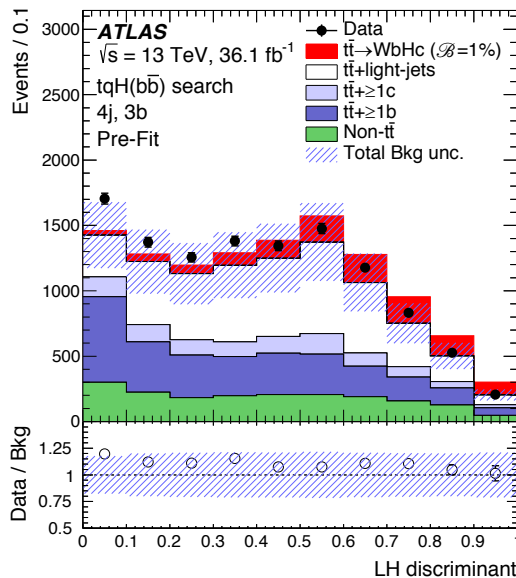 Events / 0.1
3000
2500
2000
1500
1000
500
0
ATLAS
√s = 13 TeV, 36.1 fb⁻¹
tqH(bb̄) search
4j, 3b
Pre-Fit
Data
tt̄→WbHc (ℬ=1%)
tt̄+light-jets
tt̄+≥1c
tt̄+≥1b
Non-tt̄
Total Bkg unc.
Data / Bkg
1.25
1
0.75
0.5
0 0.1 0.2 0.3 0.4 0.5 0.6 0.7 0.8 0.9 1
LH discriminant